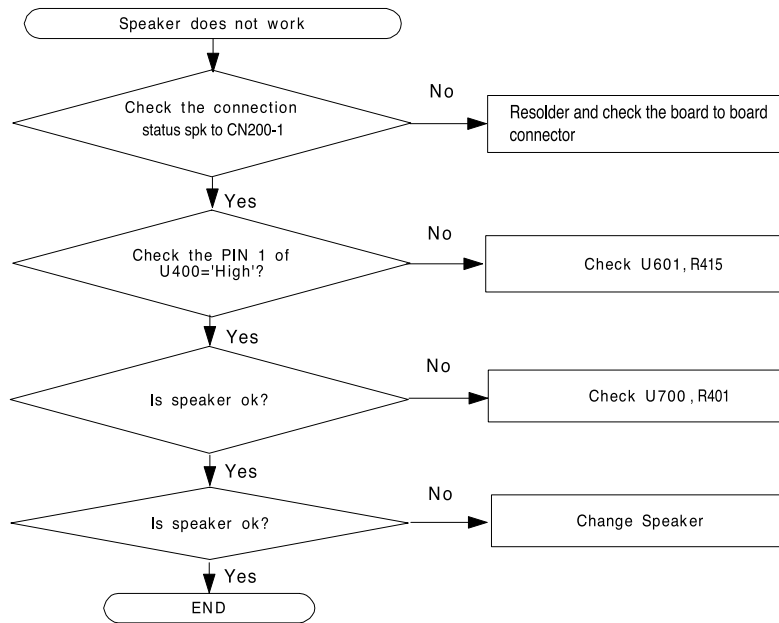 Speaker does not work
Check the connection
status spk to CN200-1
No
Resolder and check the board to board
connector
Yes
Check the PIN 1 of
U400='High'?
No
Check U601, R415
Yes
Is speaker ok?
No
Check U700 , R401
Yes
Is speaker ok?
No
Change Speaker
Yes
END